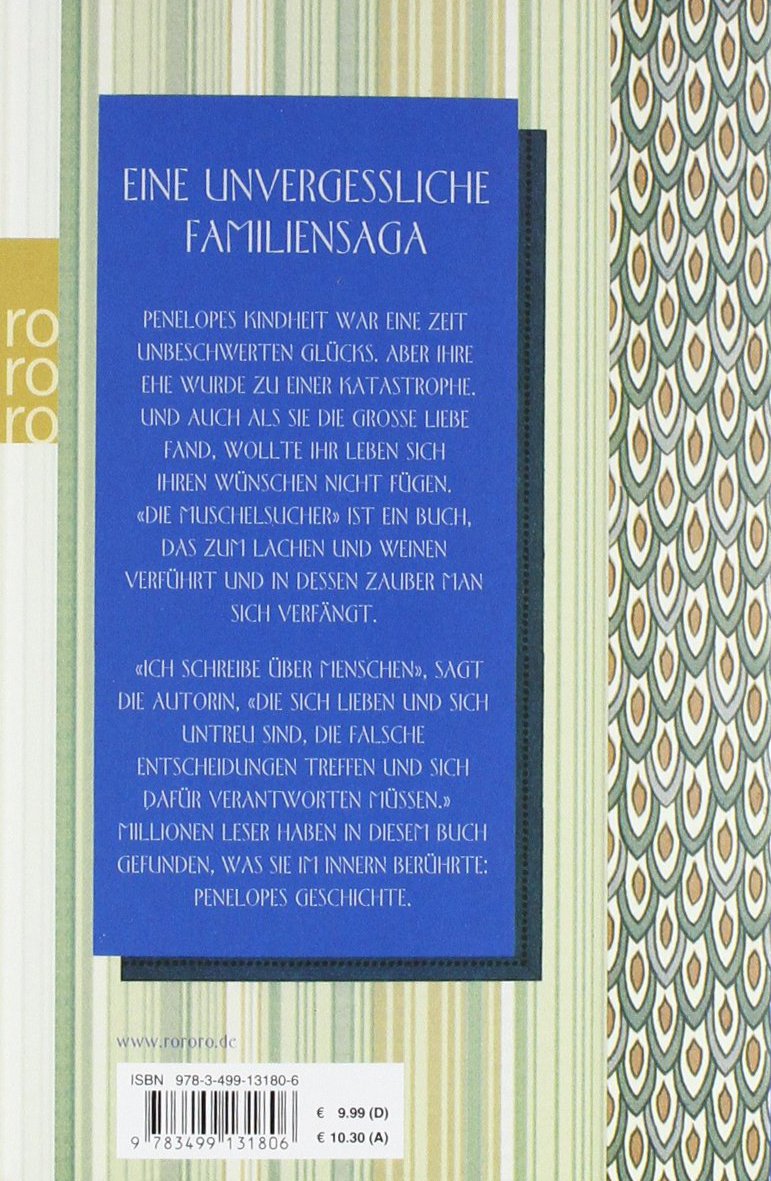 EINE UNVERGESSLICHE
FAMILIENSAGA
ro
ro
ro
PENELOPES KINDHEIT WAR EINE ZEIT
UNBESCHWERTEN GLÜCKS. ABER IHRE
EHE WURDE ZU EINER KATASTROPHE.
UND AUCH ALS SIE DIE GROSSE LIEBE
FAND, WOLLTE IHR LEBEN SICH
IHREN WÜNSCHEN NICHT FÜGEN.
«DIE MUSCHELSUCHER» IST EIN BUCH,
DAS ZUM LACHEN UND WEINEN
VERFÜHRT UND IN DESSEN ZAUBER MAN
SICH VERFÄNGT.
«ICH SCHREIBE ÜBER MENSCHEN», SAGT
DIE AUTORIN, «DIE SICH LIEBEN UND SICH
UNTREU SIND, DIE FALSCHE
ENTSCHEIDUNGEN TREFFEN UND SICH
DAFÜR VERANTWORTEN MÜSSEN.»
MILLIONEN LESER HABEN IN DIESEM BUCH
GEFUNDEN, WAS SIE IM INNERN BERÜHRTE:
PENELOPES GESCHICHTE.
www.rororo.de
ISBN 978-3-499-13180-6
€ 9.99 (D)
€ 10.30 (A)
9 783499 131806